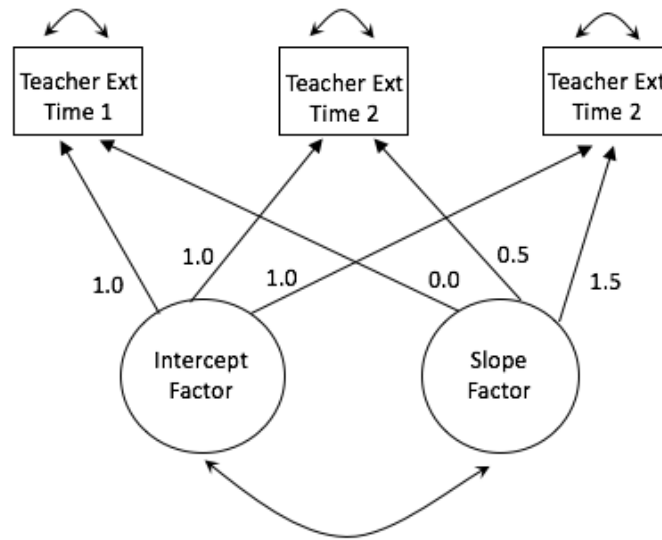 Teacher Ext
Time 1
Teacher Ext
Time 2
Teacher Ext
Time 2
1.0
1.0
1.0
0.0
0.5
1.5
Intercept
Factor
Slope
Factor